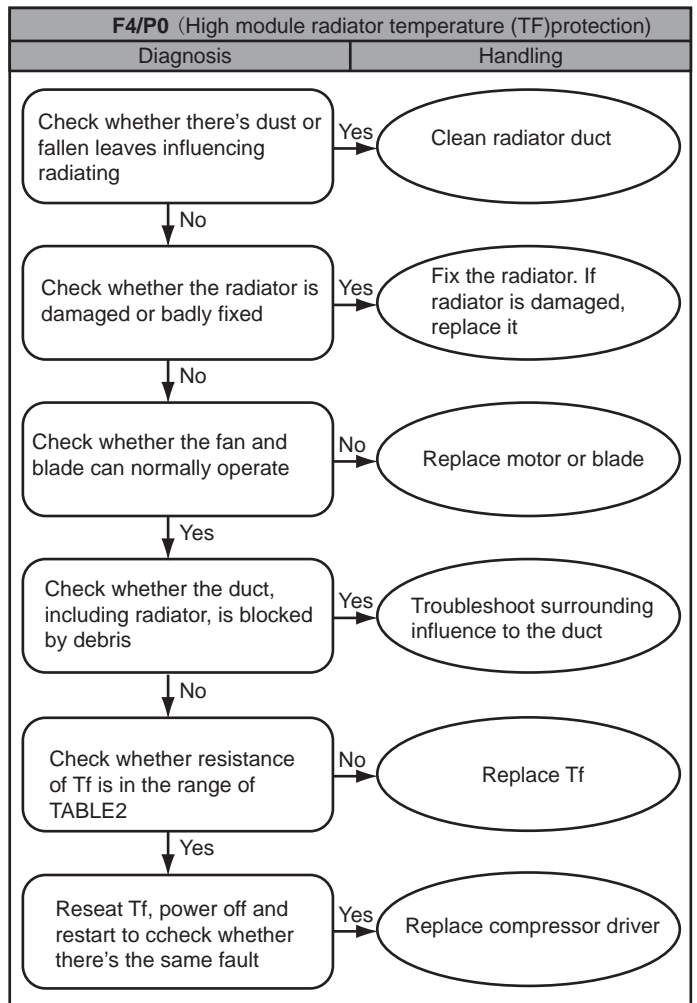 F4/P0（High module radiator temperature (TF)protection)
Diagnosis
Handling
Check whether there's dust or
fallen leaves influencing
radiating
Yes
Clean radiator duct
No
Check whether the radiator is
damaged or badly fixed
Yes
Fix the radiator. If
radiator is damaged,
replace it
No
Check whether the fan and
blade can normally operate
No
Replace motor or blade
Yes
Check whether the duct,
including radiator, is blocked
by debris
Yes
Troubleshoot surrounding
influence to the duct
No
Check whether resistance
of Tf is in the range of
TABLE2
No
Replace Tf
Yes
Reseat Tf, power off and
restart to ccheck whether
there's the same fault
Yes
Replace compressor driver